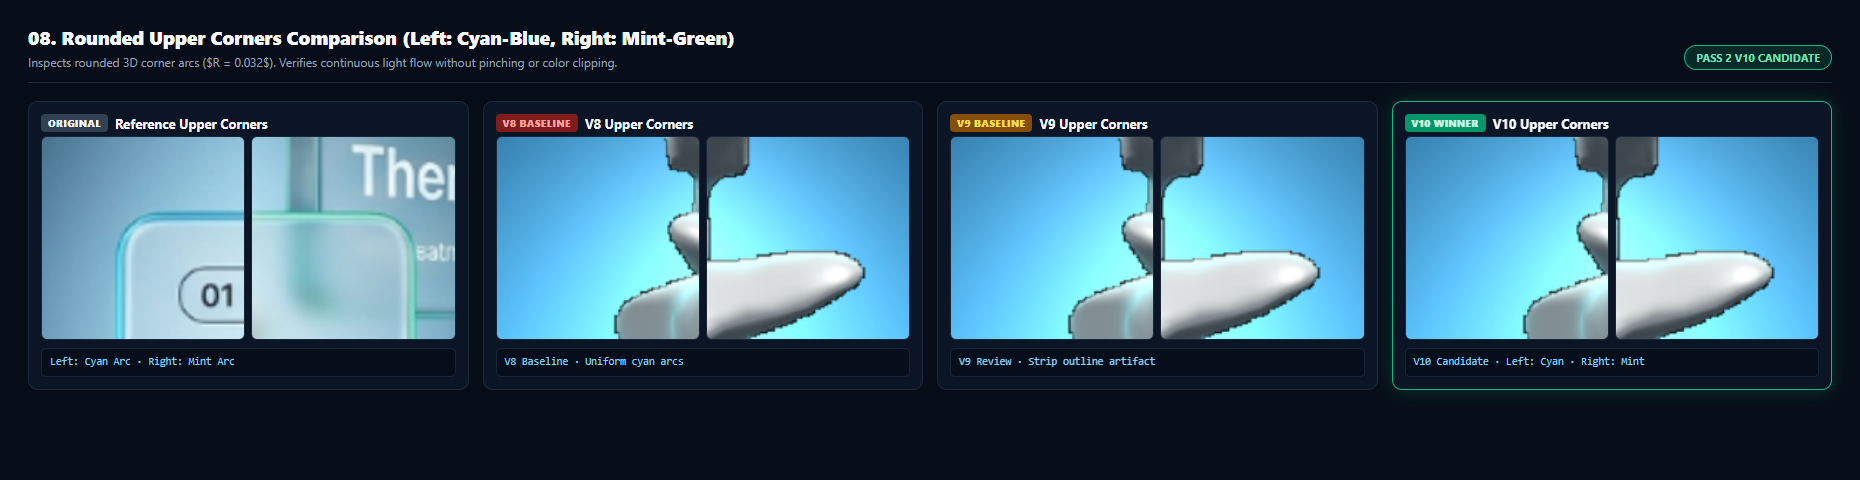 08. Rounded Upper Corners Comparison (Left: Cyan-Blue, Right: Mint-Green)
Inspects rounded 3D corner arcs ($R = 0.032$). Verifies continuous light flow without pinching or color clipping.
PASS 2 V10 CANDIDATE
ORIGINAL Reference Upper Corners
01
Ther
eatm
Left: Cyan Arc · Right: Mint Arc
V8 BASELINE V8 Upper Corners
V8 Baseline · Uniform cyan arcs
V9 BASELINE V9 Upper Corners
V9 Review · Strip outline artifact
V10 WINNER V10 Upper Corners
V10 Candidate · Left: Cyan · Right: Mint